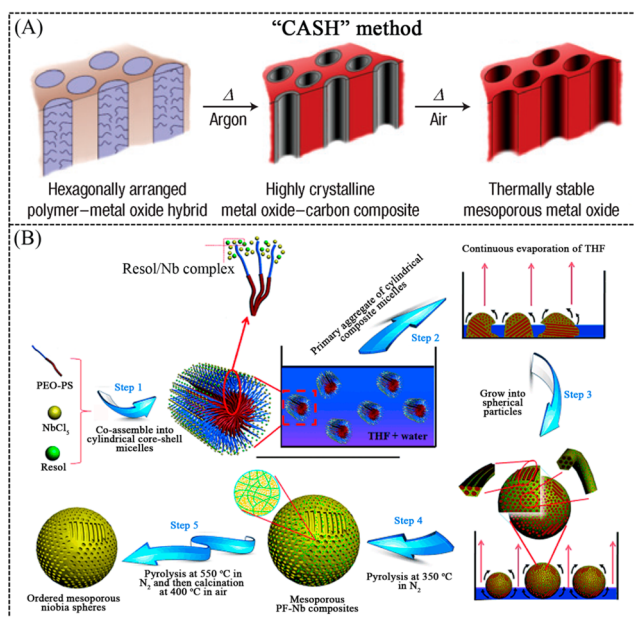 (A)
“CASH” method
Δ
Argon
Δ
Air
Hexagonally arranged
polymer–metal oxide hybrid
Highly crystalline
metal oxide–carbon composite
Thermally stable
mesoporous metal oxide
(B)
Resol/Nb complex
Primary aggregate of cylindrical
composite micelles
Step 2
Continuous evaporation of THF
PEO-PS
NbCl5
Resol
Step 1
Co-assemble into
cylindrical core-shell
micelles
THF + water
Grow into
spherical
particles
Step 3
Step 4
Pyrolysis at 350 ºC
in N2
Mesoporous
PF-Nb composites
Step 5
Pyrolysis at 550 ºC in
N2 and then calcination
at 400 ºC in air
Ordered mesoporous
niobia spheres